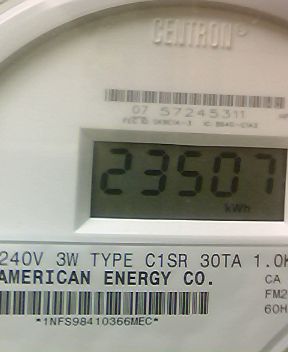 CENTRON®
07 57245311
23507
kWh
240V 3W TYPE C1SR 30TA 1.0K
AMERICAN ENERGY CO. CA
FM2
60H
*1NFS98410366MEC*